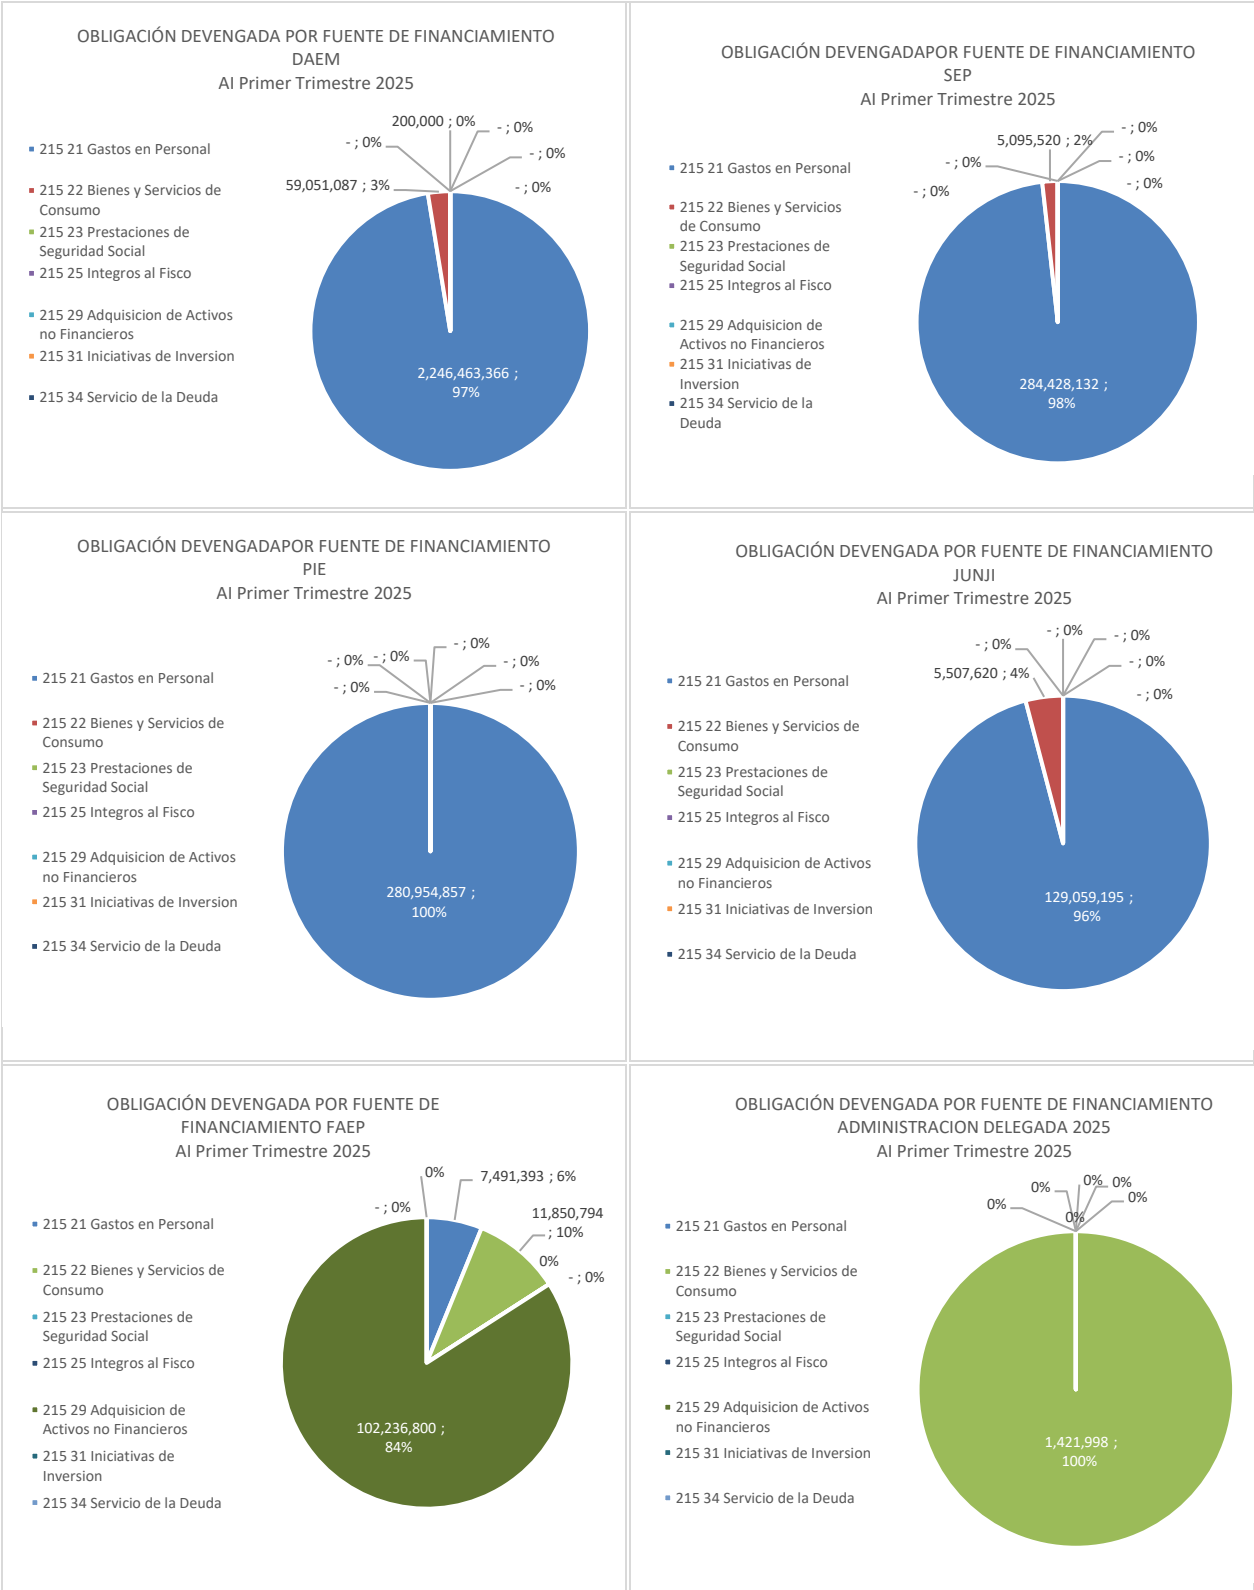 OBLIGACIÓN DEVENGADA POR FUENTE DE FINANCIAMIENTO
DAEM
Al Primer Trimestre 2025
200,000 ; 0%
- ; 0%
- ; 0%
- ; 0%
59,051,087 ; 3%
- ; 0%
215 21 Gastos en Personal
215 22 Bienes y Servicios de
Consumo
215 23 Prestaciones de
Seguridad Social
215 25 Integros al Fisco
215 29 Adquisicion de Activos
no Financieros
215 31 Iniciativas de Inversion
215 34 Servicio de la Deuda
2,246,463,366 ;
97%
OBLIGACIÓN DEVENGADAPOR FUENTE DE FINANCIAMIENTO
SEP
Al Primer Trimestre 2025
- ; 0%
5,095,520 ; 2%
- ; 0%
- ; 0%
- ; 0%
- ; 0%
215 21 Gastos en Personal
215 22 Bienes y Servicios
de Consumo
215 23 Prestaciones de
Seguridad Social
215 25 Integros al Fisco
215 29 Adquisicion de
Activos no Financieros
215 31 Iniciativas de
Inversion
215 34 Servicio de la
Deuda
284,428,132 ;
98%
OBLIGACIÓN DEVENGADAPOR FUENTE DE FINANCIAMIENTO
PIE
Al Primer Trimestre 2025
- ; 0%
- ; 0%
- ; 0%
- ; 0%
- ; 0%
- ; 0%
215 21 Gastos en Personal
215 22 Bienes y Servicios de
Consumo
215 23 Prestaciones de
Seguridad Social
215 25 Integros al Fisco
215 29 Adquisicion de Activos
no Financieros
215 31 Iniciativas de Inversion
215 34 Servicio de la Deuda
280,954,857 ;
100%
OBLIGACIÓN DEVENGADA POR FUENTE DE FINANCIAMIENTO
JUNJI
Al Primer Trimestre 2025
- ; 0%
- ; 0%
- ; 0%
- ; 0%
5,507,620 ; 4%
- ; 0%
215 21 Gastos en Personal
215 22 Bienes y Servicios de
Consumo
215 23 Prestaciones de
Seguridad Social
215 25 Integros al Fisco
215 29 Adquisicion de Activos
no Financieros
215 31 Iniciativas de Inversion
215 34 Servicio de la Deuda
129,059,195 ;
96%
OBLIGACIÓN DEVENGADA POR FUENTE DE
FINANCIAMIENTO FAEP
Al Primer Trimestre 2025
0%
7,491,393 ; 6%
- ; 0%
11,850,794
; 10%
0%
- ; 0%
215 21 Gastos en Personal
215 22 Bienes y Servicios de
Consumo
215 23 Prestaciones de
Seguridad Social
215 25 Integros al Fisco
215 29 Adquisicion de
Activos no Financieros
215 31 Iniciativas de
Inversion
215 34 Servicio de la Deuda
102,236,800 ;
84%
OBLIGACIÓN DEVENGADA POR FUENTE DE FINANCIAMIENTO
ADMINISTRACION DELEGADA 2025
Al Primer Trimestre 2025
0%
0%
0%
0%
0%
0%
215 21 Gastos en Personal
215 22 Bienes y Servicios de
Consumo
215 23 Prestaciones de
Seguridad Social
215 25 Integros al Fisco
215 29 Adquisicion de Activos
no Financieros
215 31 Iniciativas de Inversion
215 34 Servicio de la Deuda
1,421,998 ;
100%